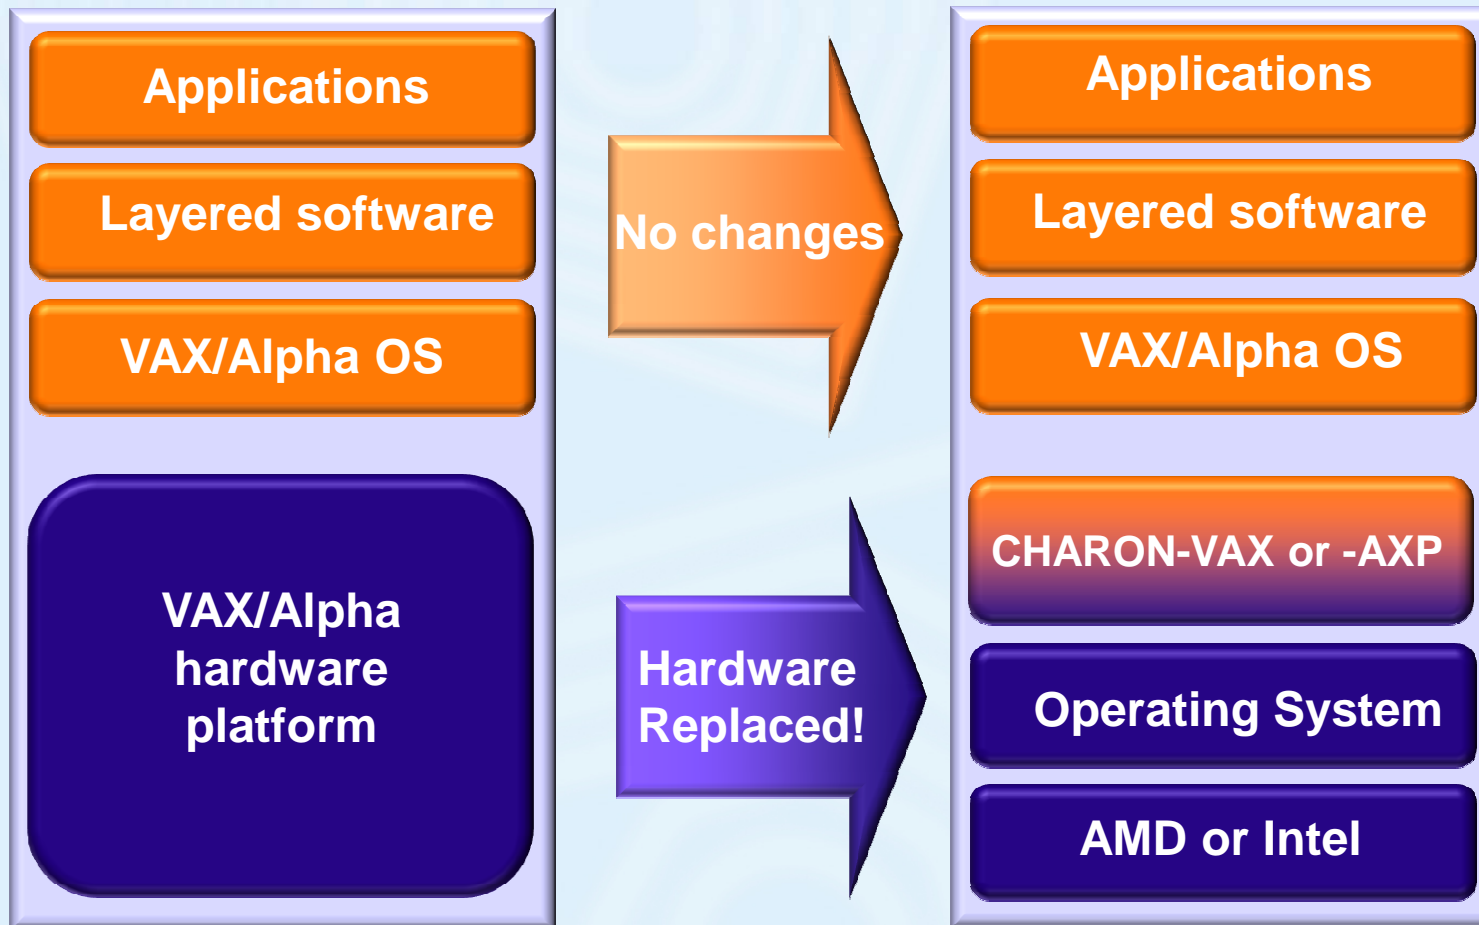 Applications
Layered software
VAX/Alpha OS
VAX/Alpha
hardware
platform
No changes
Hardware
Replaced!
Applications
Layered software
VAX/Alpha OS
CHARON-VAX or -AXP
Operating System
AMD or Intel